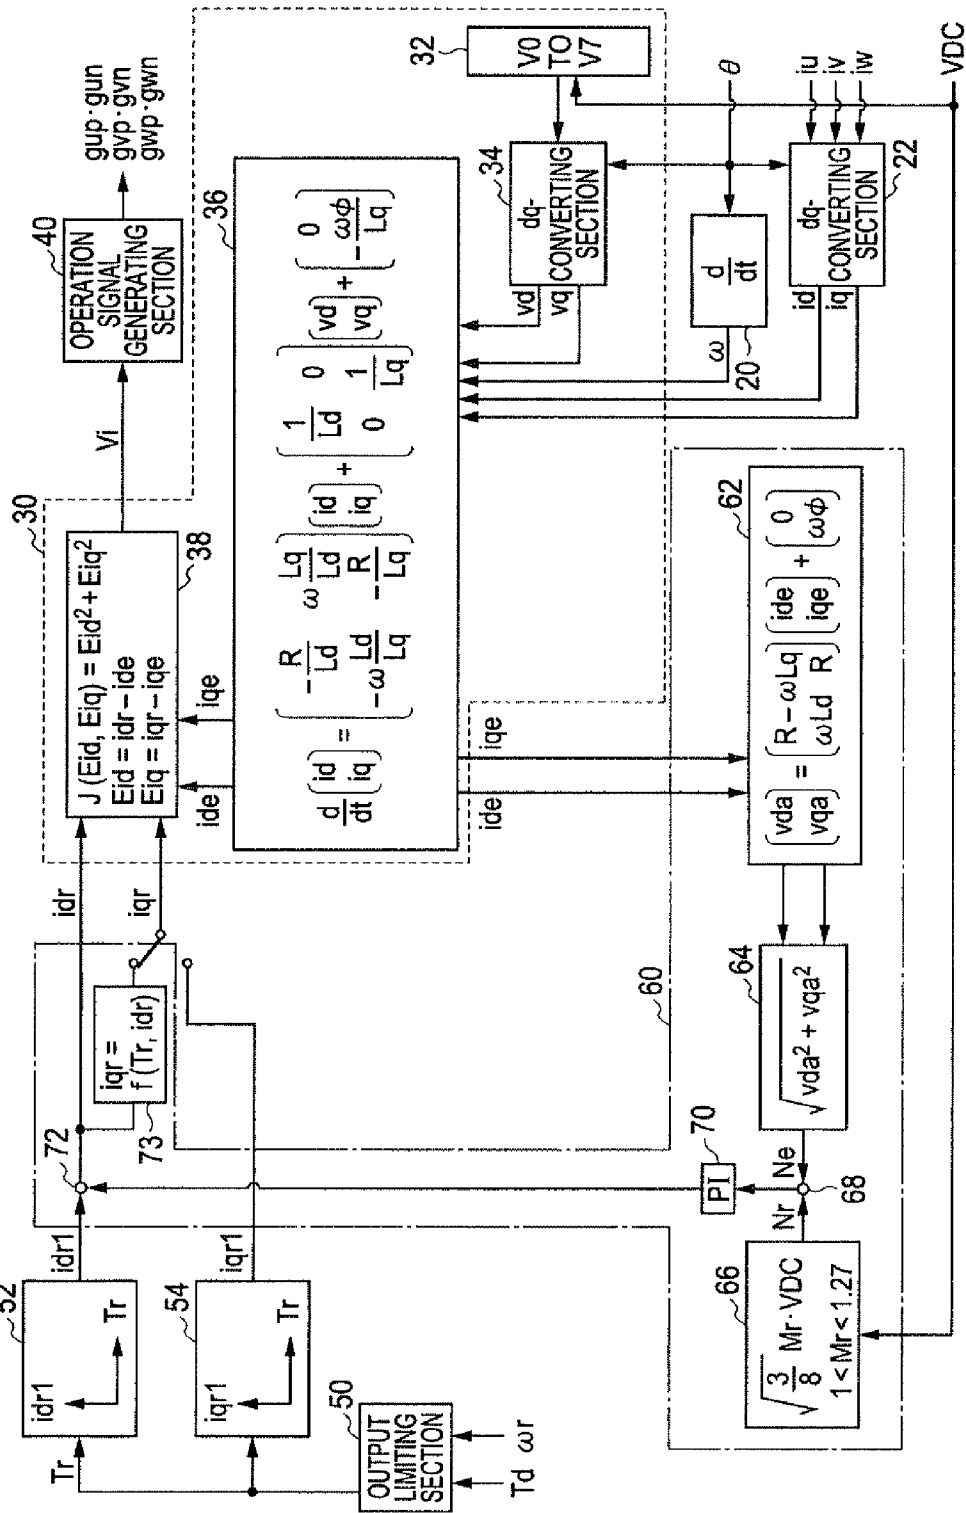 Td
ωr
50
OUTPUT
LIMITING
SECTION
Tr
52
idr1
Tr
idr1
54
iqr1
Tr
iqr1
72
73
iqr =
f (Tr, idr)
idr
iqr
30
J (Eid, Eiq) = Eid² + Eiq²
Eid = idr − ide
Eiq = iqr − iqe
38
Vi
40
OPERATION
SIGNAL
GENERATING
SECTION
gup · gun
gvp · gvn
gwp · gwn
ide
iqe
36
d/dt (id iq) = (−R/Ld ω Lq/Ld −ω Ld/Lq −R/Lq) (id iq) + (1/Ld 0 0 1/Lq) (vd vq) + (0 −ωϕ/Lq)
32
V0
TO
V7
34
dq-
CONVERTING
SECTION
vd
vq
θ
d/dt
20
ω
iu
iv
iw
22
dq-
CONVERTING
SECTION
id
iq
VDC
ide
iqe
60
62
(vda vqa) = (R −ωLq ωLd R) (ide iqe) + (0 ωϕ)
64
√vda² + vqa²
Ne
68
Nr
70
PI
66
√3/8 Mr · VDC
1 < Mr < 1.27